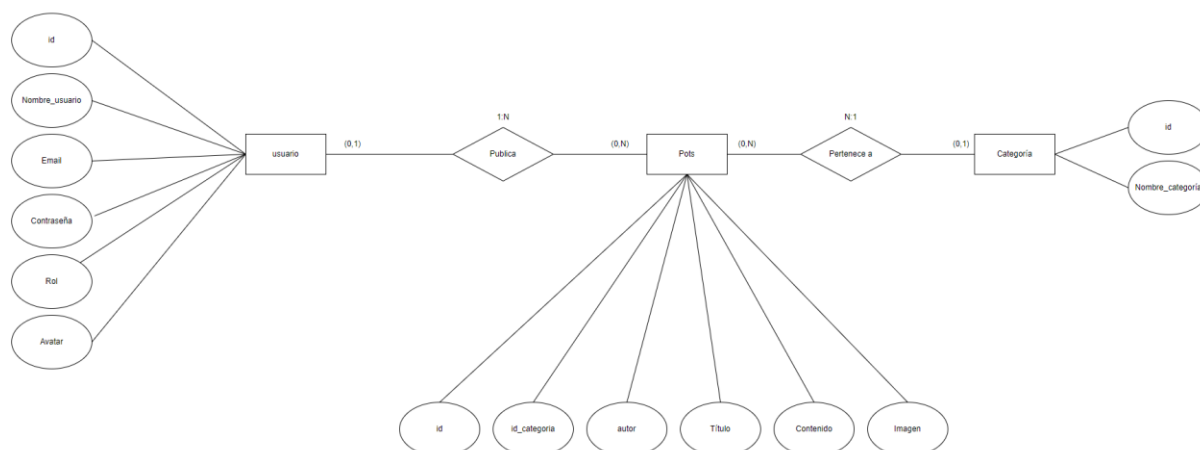 id
Nombre_usuario
Email
Contraseña
Rol
Avatar
usuario
(0,1)
1:N
Publica
(0,N)
Pots
(0,N)
N:1
Pertenece a
(0,1)
Categoría
id
Nombre_categoría
id
id_categoria
autor
Título
Contenido
Imagen